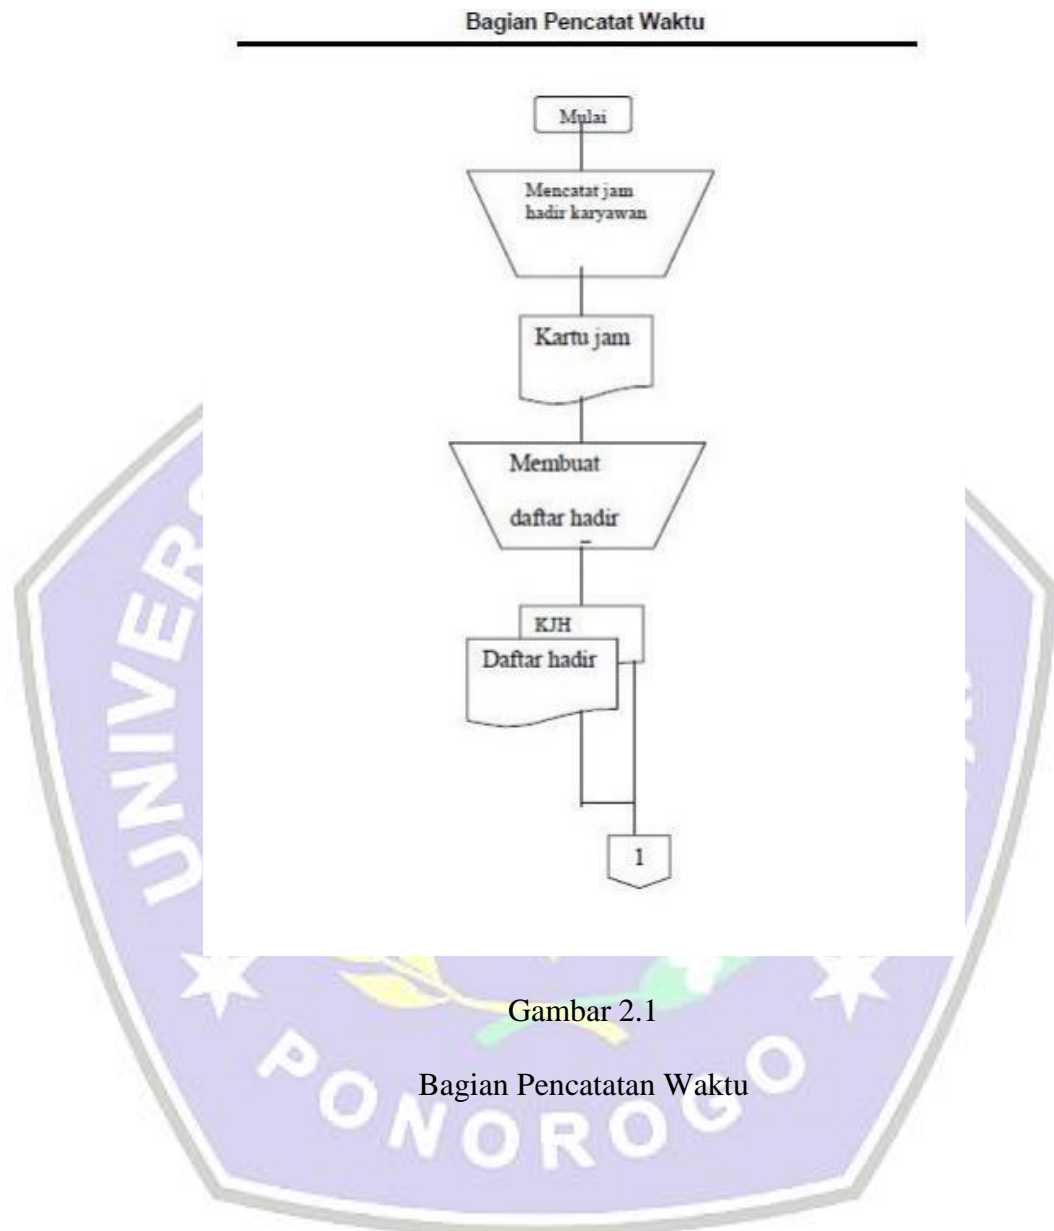 Bagian Pencatat Waktu
Mulai
Mencatat jam
hadir karyawan
Kartu jam
Membuat
daftar hadir
KJH
Daftar hadir
1
Gambar 2.1
Bagian Pencatatan Waktu
PONOROGO